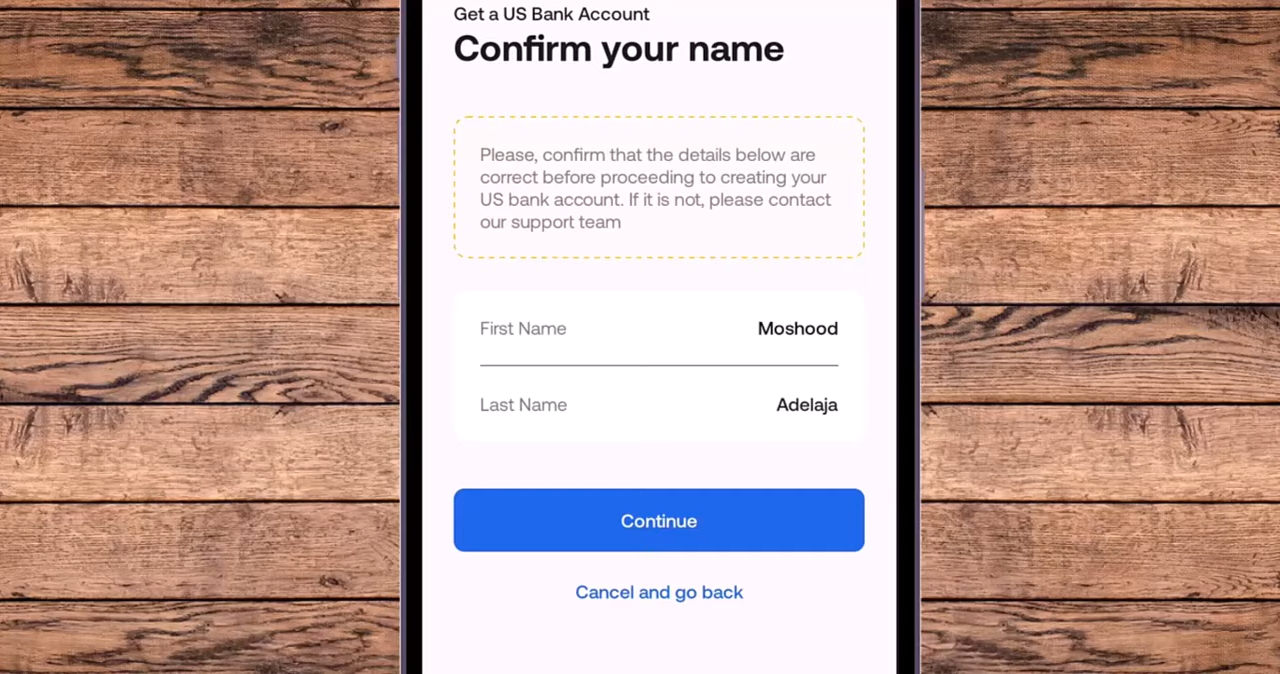 Get a US Bank Account
Confirm your name
Please, confirm that the details below are
correct before proceeding to creating your
US bank account. If it is not, please contact
our support team
First Name Moshood
Last Name Adelaja
Continue
Cancel and go back